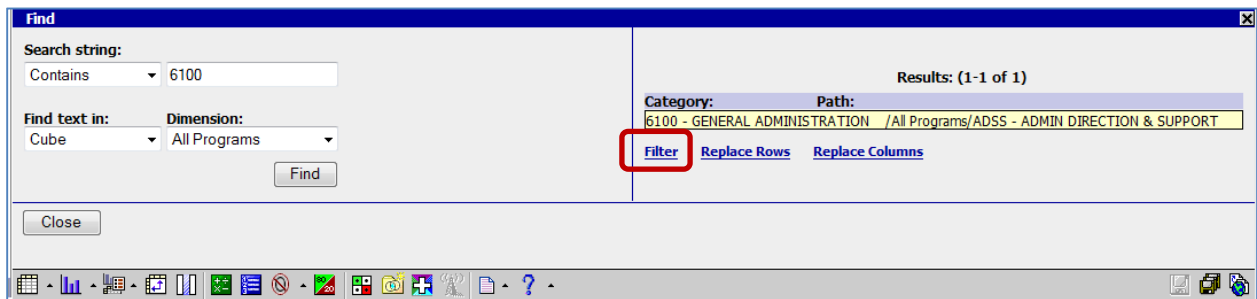 Find
Search string:
Contains 6100
Find text in: Dimension:
Cube All Programs
Find
Results: (1-1 of 1)
Category: Path:
6100 - GENERAL ADMINISTRATION /All Programs/ADSS - ADMIN DIRECTION & SUPPORT
Filter Replace Rows Replace Columns
Close